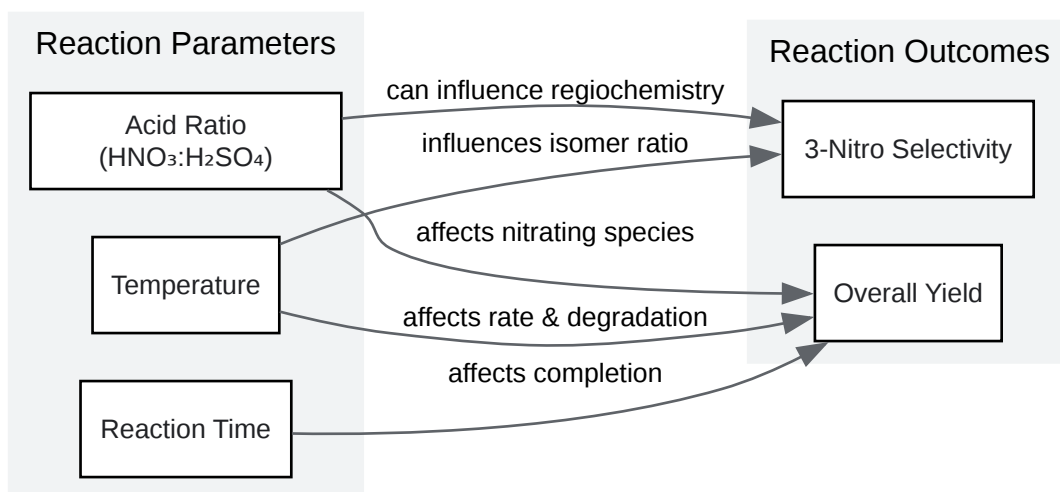 Reaction Parameters
Reaction Outcomes
Acid Ratio
(HNO₃:H₂SO₄)
can influence regiochemistry
influences isomer ratio
3-Nitro Selectivity
affects nitrating species
Temperature
Overall Yield
affects rate & degradation
affects completion
Reaction Time